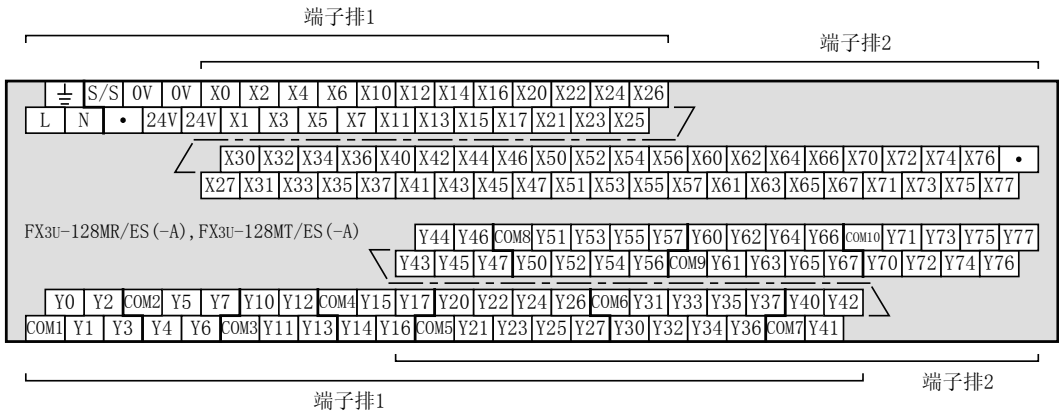 端子排1
端子排2
⏚ S/S 0V 0V X0 X2 X4 X6 X10 X12 X14 X16 X20 X22 X24 X26
L N • 24V 24V X1 X3 X5 X7 X11 X13 X15 X17 X21 X23 X25
X30 X32 X34 X36 X40 X42 X44 X46 X50 X52 X54 X56 X60 X62 X64 X66 X70 X72 X74 X76 •
X27 X31 X33 X35 X37 X41 X43 X45 X47 X51 X53 X55 X57 X61 X63 X65 X67 X71 X73 X75 X77
FX3U-128MR/ES(-A), FX3U-128MT/ES(-A)
Y44 Y46 COM8 Y51 Y53 Y55 Y57 Y60 Y62 Y64 Y66 COM10 Y71 Y73 Y75 Y77
Y43 Y45 Y47 Y50 Y52 Y54 Y56 COM9 Y61 Y63 Y65 Y67 Y70 Y72 Y74 Y76
Y0 Y2 COM2 Y5 Y7 Y10 Y12 COM4 Y15 Y17 Y20 Y22 Y24 Y26 COM6 Y31 Y33 Y35 Y37 Y40 Y42
COM1 Y1 Y3 Y4 Y6 COM3 Y11 Y13 Y14 Y16 COM5 Y21 Y23 Y25 Y27 Y30 Y32 Y34 Y36 COM7 Y41
端子排2
端子排1